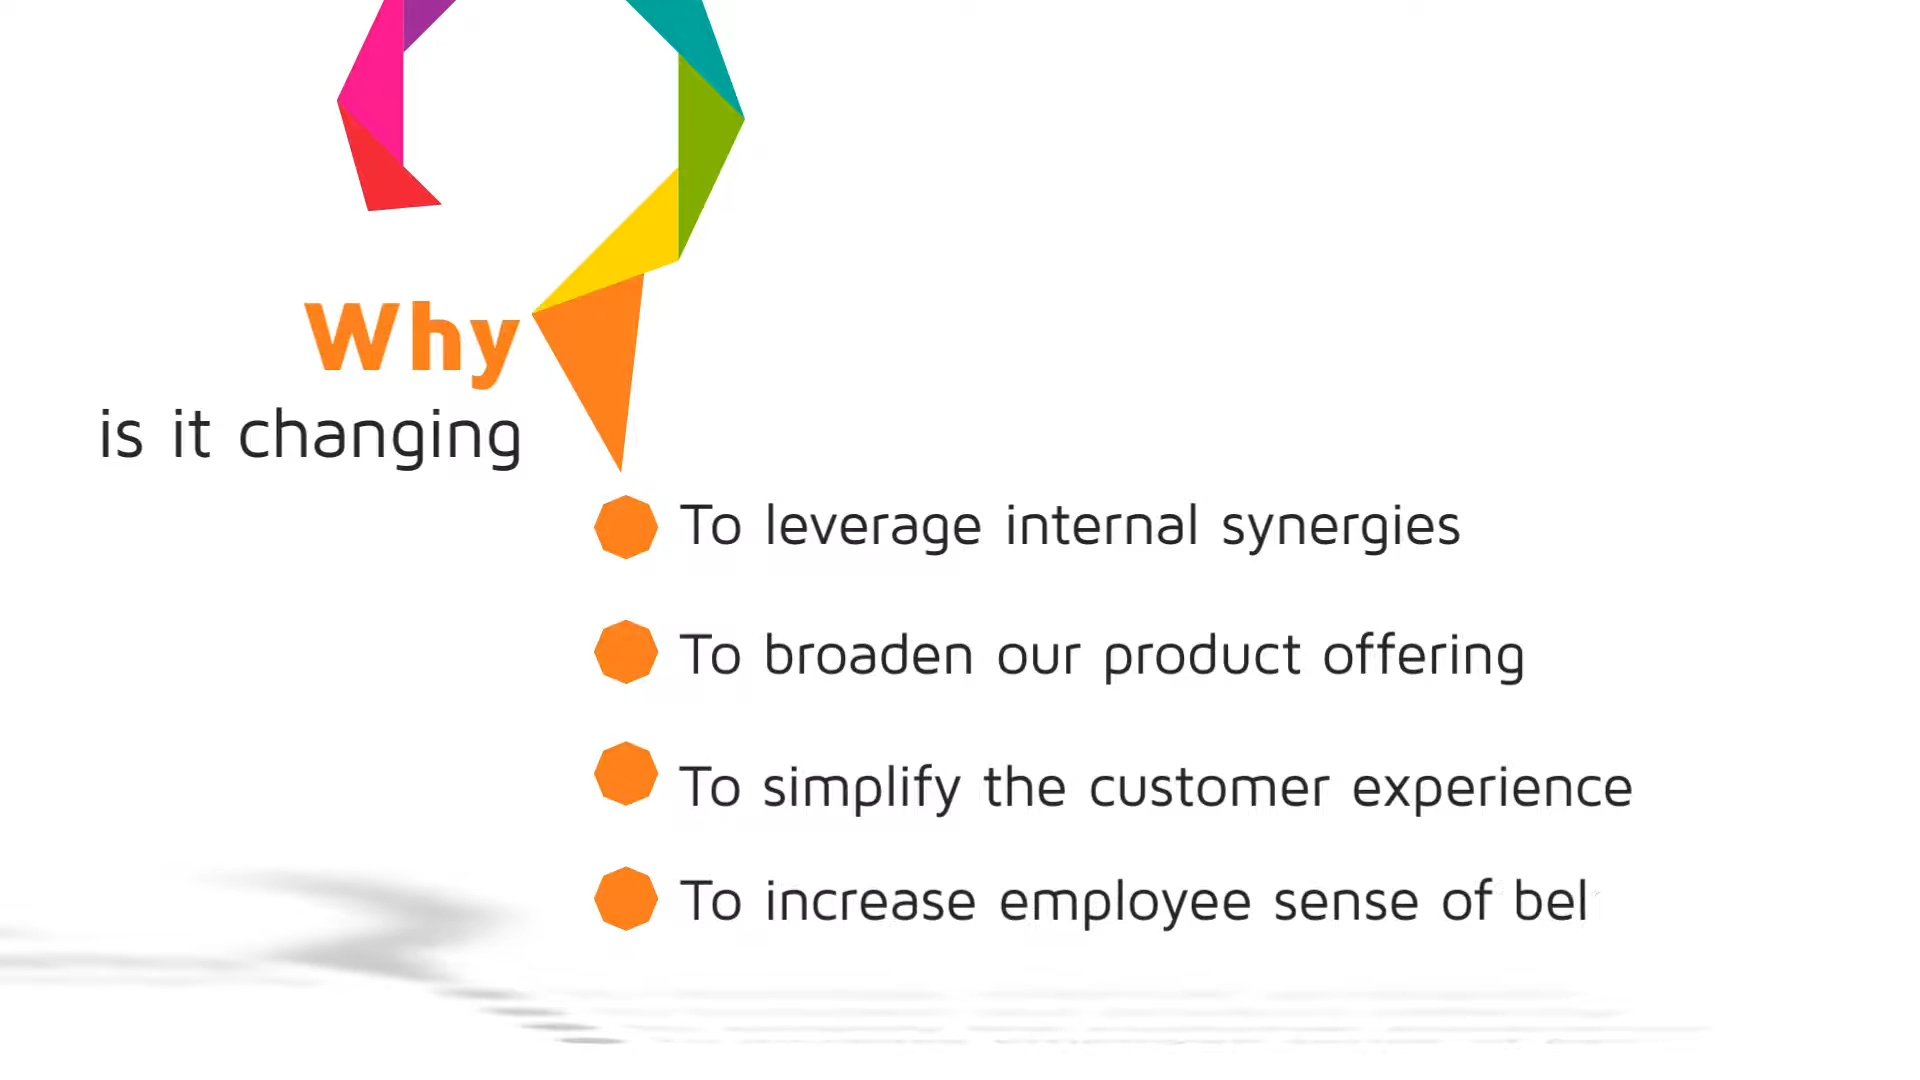 Why
is it changing
To leverage internal synergies
To broaden our product offering
To simplify the customer experience
To increase employee sense of bel